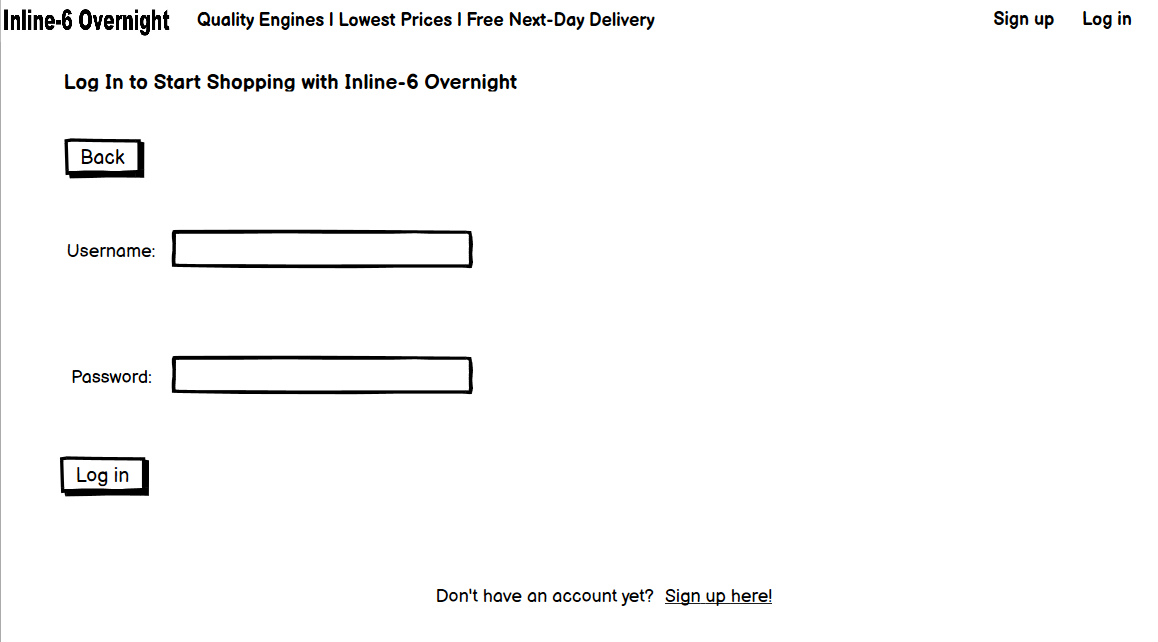 Inline-6 Overnight Quality Engines | Lowest Prices | Free Next-Day Delivery Sign up Log in
Log In to Start Shopping with Inline-6 Overnight
Back
Username:
Password:
Log in
Don't have an account yet? Sign up here!